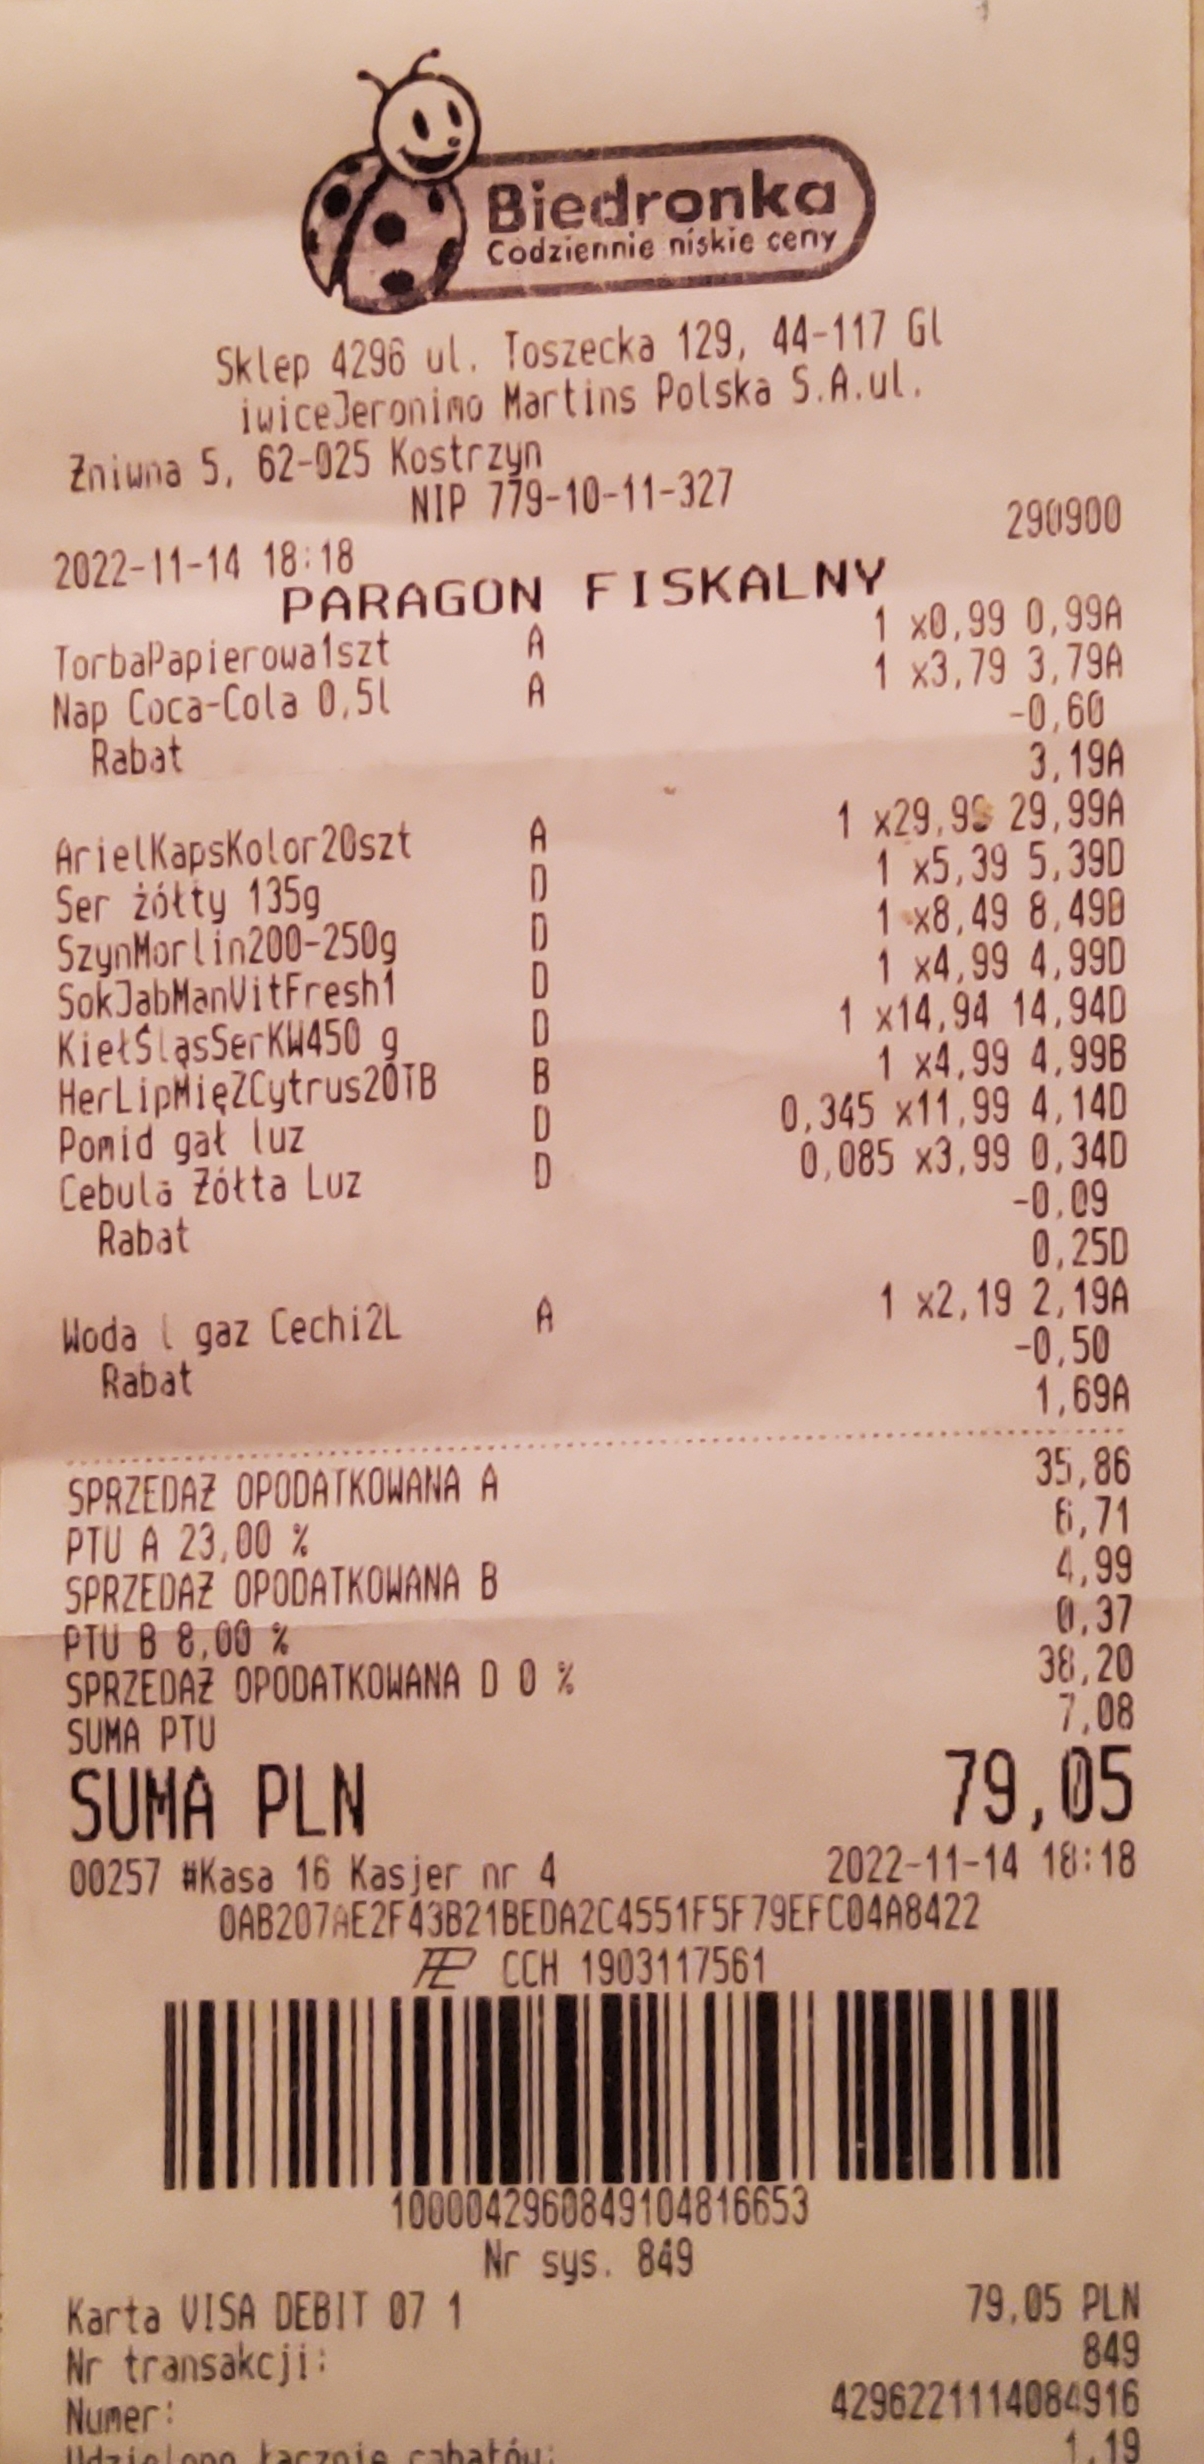 Biedronka
Codziennie niskie ceny
Sklep 4296 ul. Toszecka 129, 44-117 Gl
iwiceJeronimo Martins Polska S.A.ul.
Żniwna 5, 62-025 Kostrzyn
NIP 779-10-11-327
2022-11-14 18:18 290900
PARAGON FISKALNY
TorbaPapierowa1szt A 1 x0,99 0,99A
Nap Coca-Cola 0,5l A 1 x3,79 3,79A
Rabat -0,60
3,19A
ArielKapsKolor20szt A 1 x29,99 29,99A
Ser żółty 135g D 1 x5,39 5,39D
SzynMorlin200-250g D 1 x8,49 8,49D
SokJabManVitFresh1 D 1 x4,99 4,99D
KiełŚląsSerKW450 g D 1 x14,94 14,94D
HerLipMięZCytrus20TB B 1 x4,99 4,99B
Pomid gał luz D 0,345 x11,99 4,14D
Cebula Żółta Luz D 0,085 x3,99 0,34D
Rabat -0,09
0,25D
Woda l gaz Cechi2L A 1 x2,19 2,19A
Rabat -0,50
1,69A
SPRZEDAŻ OPODATKOWANA A 35,86
PTU A 23,00 % 6,71
SPRZEDAŻ OPODATKOWANA B 4,99
PTU B 8,00 % 0,37
SPRZEDAŻ OPODATKOWANA D 0 % 38,20
SUMA PTU 7,08
SUMA PLN 79,05
00257 #Kasa 16 Kasjer nr 4 2022-11-14 18:18
0AB207AE2F43B21BEDA2C4551F5F79EFC04A8422
CCH 1903117561
1000042960849104816653
Nr sys. 849
Karta VISA DEBIT 07 1 79,05 PLN
Nr transakcji: 849
Numer: 4296221114084916
Udzielono łącznie rabatów: 1,19